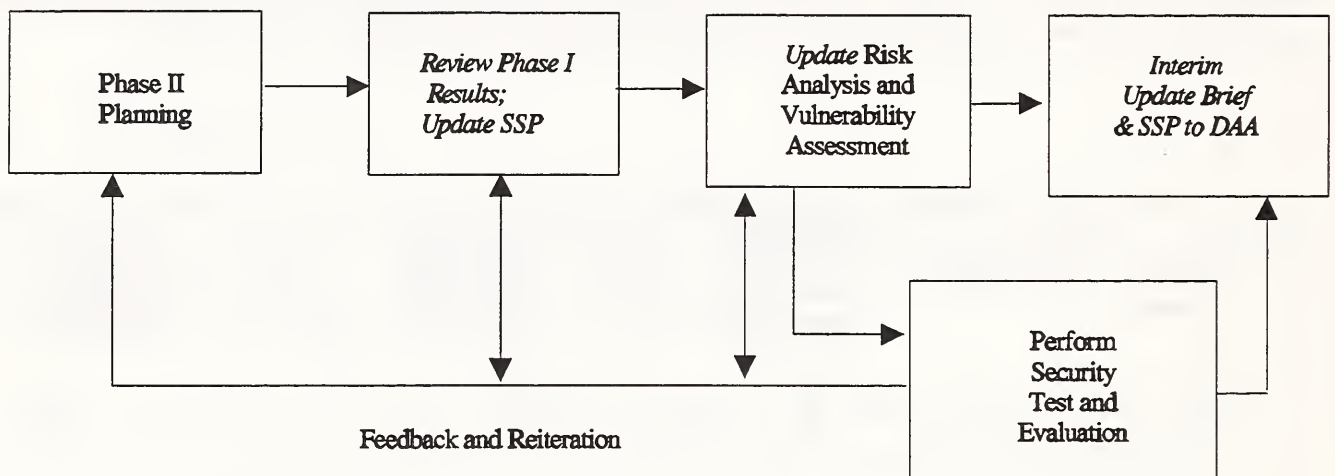 Phase II
Planning
Review Phase I
Results;
Update SSP
Update Risk
Analysis and
Vulnerability
Assessment
Interim
Update Brief
& SSP to DAA
Perform
Security
Test and
Evaluation
Feedback and Reiteration